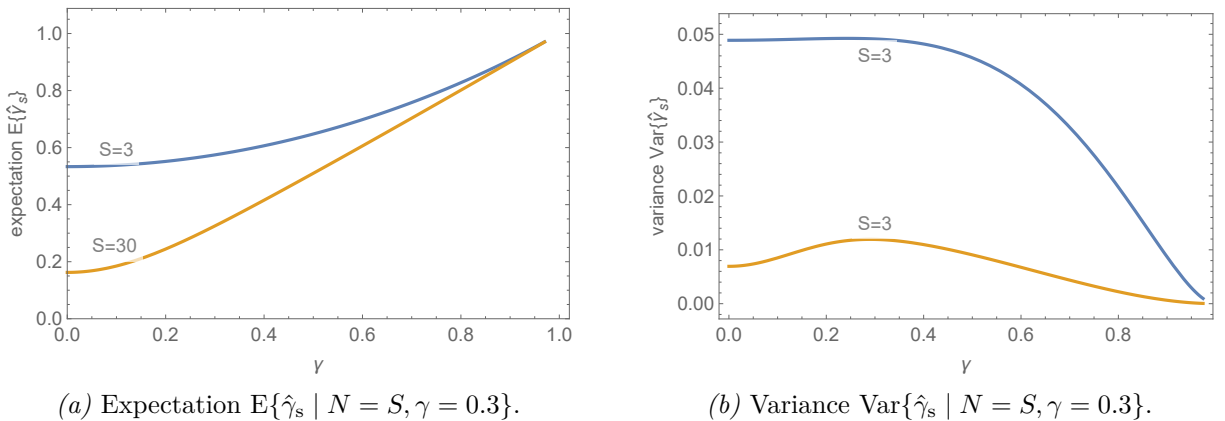 expectation E{γ̂s}
1.0
0.8
0.6
0.4
0.2
0.0
S=3
S=30
0.0 0.2 0.4 0.6 0.8 1.0
γ
(a) Expectation E{γ̂s | N = S, γ = 0.3}.
variance Var{γ̂s}
0.05
0.04
0.03
0.02
0.01
0.00
S=3
S=3
0.0 0.2 0.4 0.6 0.8
γ
(b) Variance Var{γ̂s | N = S, γ = 0.3}.